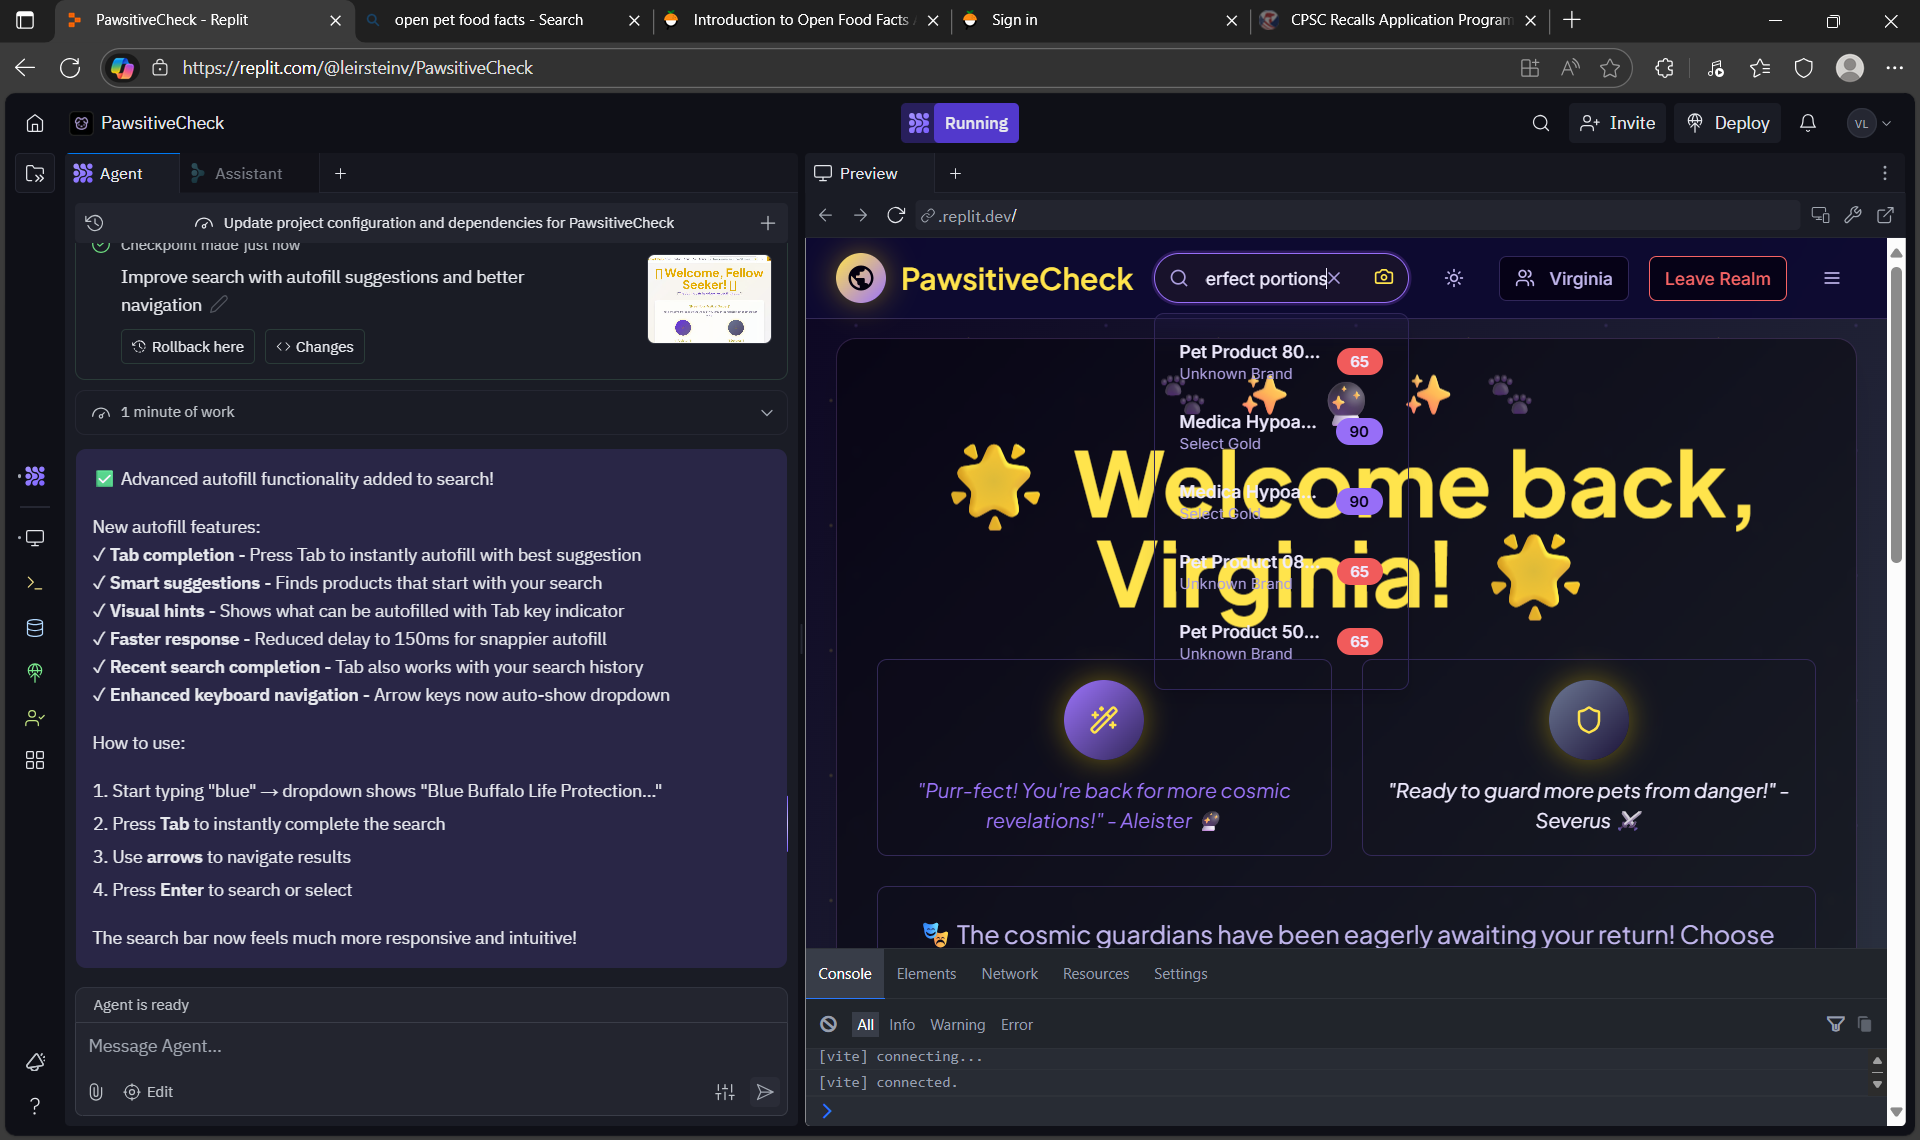 PawsitiveCheck - Replit
open pet food facts - Search
Introduction to Open Food Facts
Sign in
CPSC Recalls Application Program
https://replit.com/@leirsteinv/PawsitiveCheck
PawsitiveCheck
Running
Invite
Deploy
VL
Agent
Assistant
Preview
Update project configuration and dependencies for PawsitiveCheck
.replit.dev/
Checkpoint made just now
Improve search with autofill suggestions and better
navigation
Rollback here
Changes
Welcome, Fellow
Seeker!
1 minute of work
✅ Advanced autofill functionality added to search!
New autofill features:
✓ Tab completion - Press Tab to instantly autofill with best suggestion
✓ Smart suggestions - Finds products that start with your search
✓ Visual hints - Shows what can be autofilled with Tab key indicator
✓ Faster response - Reduced delay to 150ms for snappier autofill
✓ Recent search completion - Tab also works with your search history
✓ Enhanced keyboard navigation - Arrow keys now auto-show dropdown
How to use:
1. Start typing "blue" → dropdown shows "Blue Buffalo Life Protection..."
2. Press Tab to instantly complete the search
3. Use arrows to navigate results
4. Press Enter to search or select
The search bar now feels much more responsive and intuitive!
Agent is ready
Message Agent...
Edit
PawsitiveCheck
erfect portions
Virginia
Leave Realm
Pet Product 80...
Unknown Brand
65
Medica Hypoa...
Select Gold
90
Medica Hypoa...
Select Gold
90
Pet Product 08...
Unknown Brand
65
Pet Product 50...
Unknown Brand
65
🌟 Welcome back,
Virginia! 🌟
"Purr-fect! You're back for more cosmic
revelations!" - Aleister 🔮
"Ready to guard more pets from danger!" -
Severus ⚔️
🎭 The cosmic guardians have been eagerly awaiting your return! Choose
Console
Elements
Network
Resources
Settings
All
Info
Warning
Error
[vite] connecting...
[vite] connected.